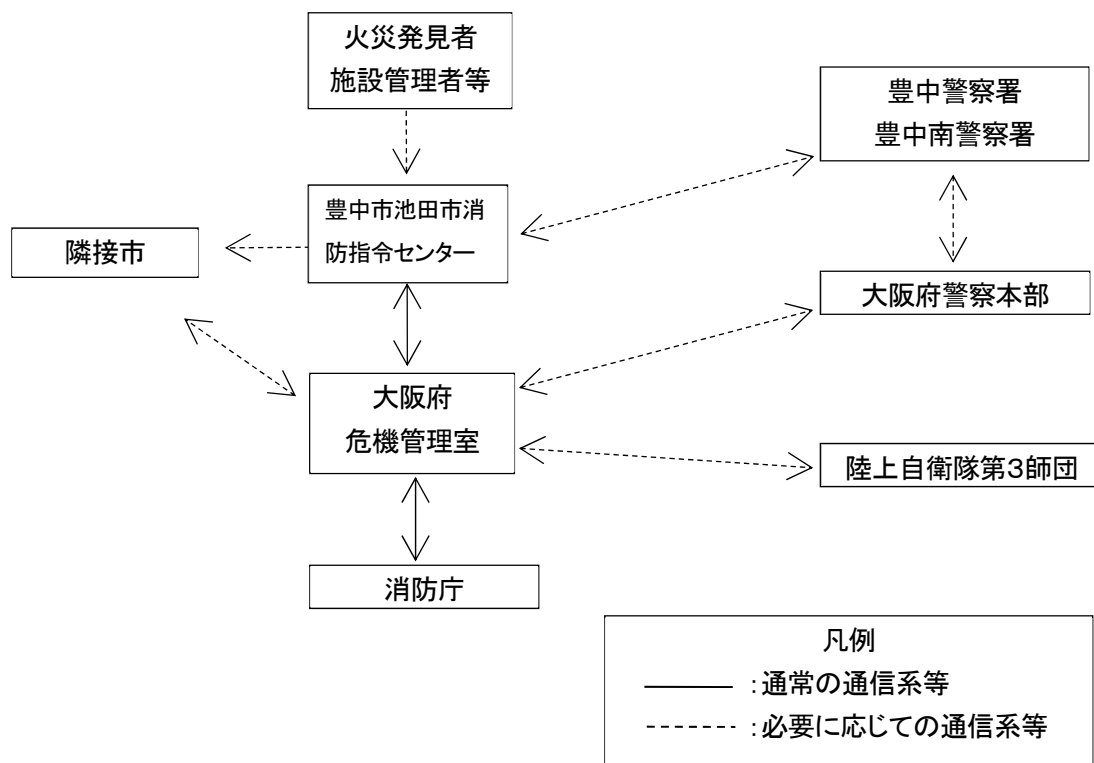 火災発見者
施設管理者等
豊中警察署
豊中南警察署
豊中市池田市消
防指令センター
隣接市
大阪府警察本部
大阪府
危機管理室
陸上自衛隊第3師団
消防庁
凡例
：通常の通信系等
：必要に応じての通信系等